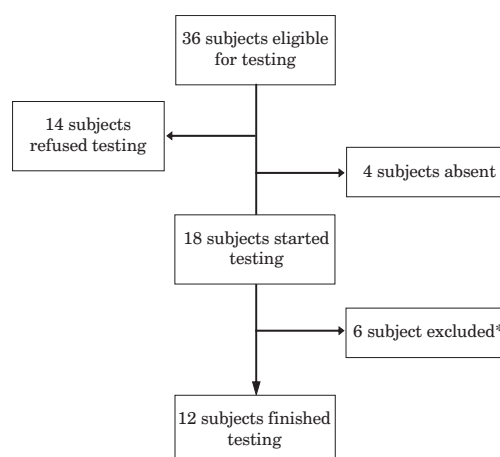 36 subjects eligible
for testing
14 subjects
refused testing
4 subjects absent
18 subjects started
testing
6 subject excluded*
12 subjects finished
testing